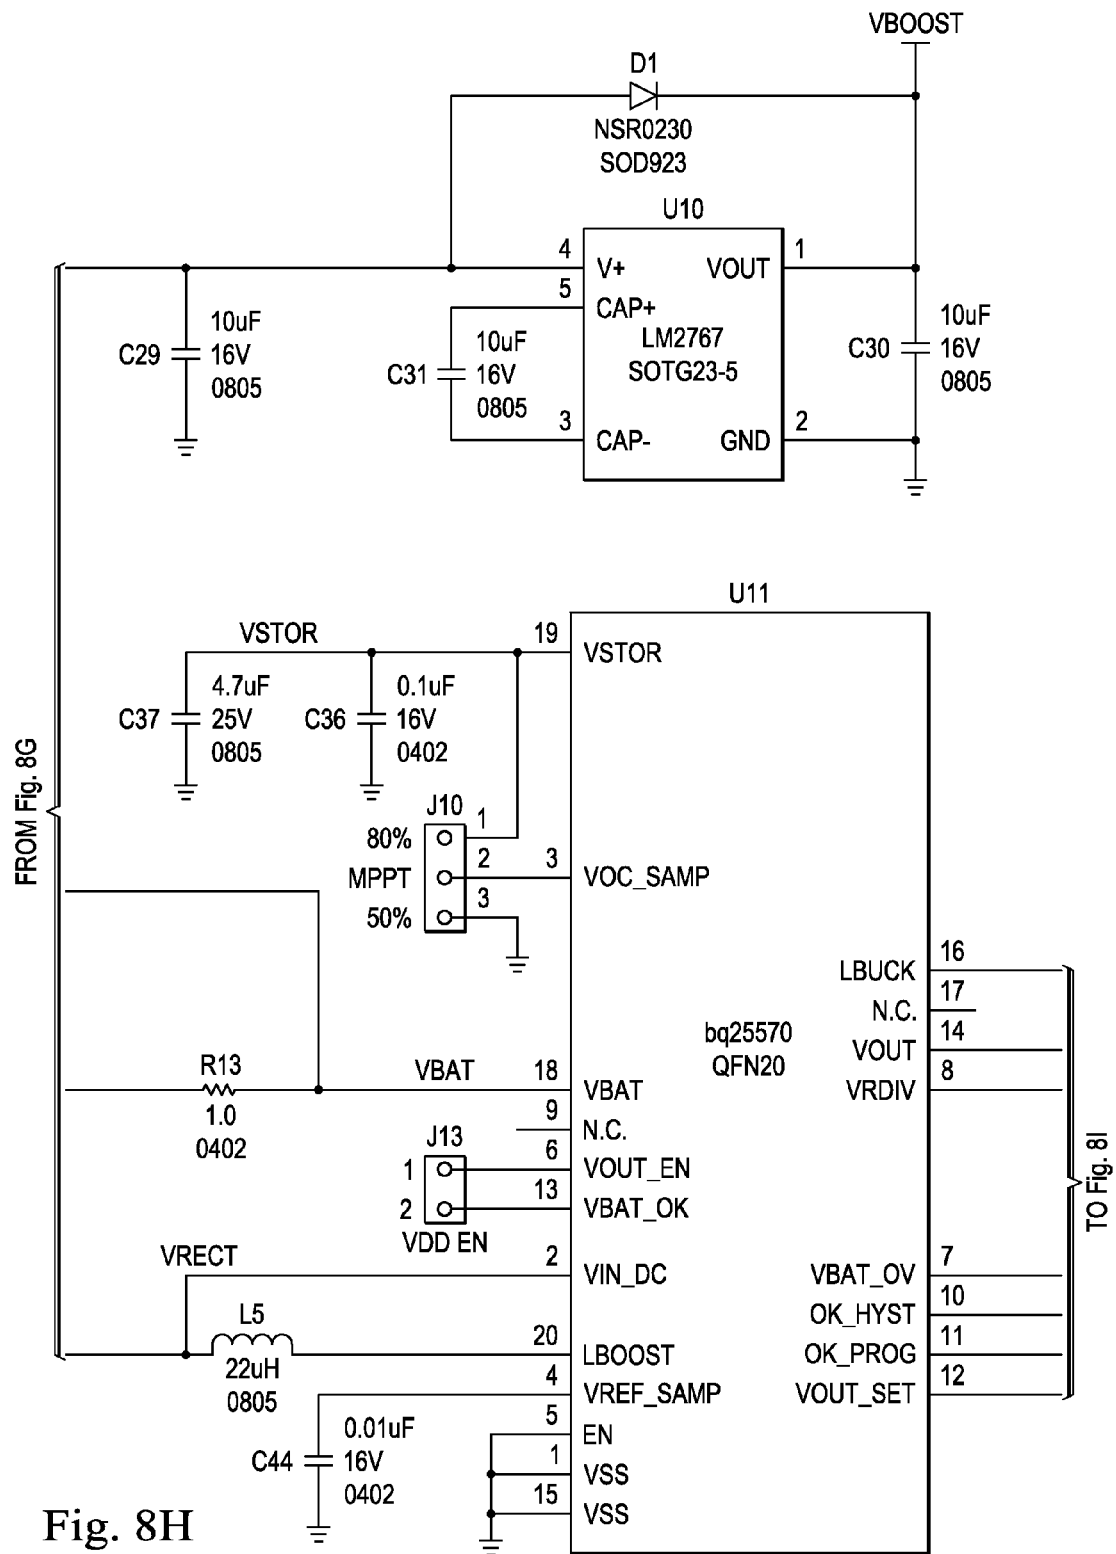 VBOOST
D1
NSR0230
SOD923
U10
4
V+
VOUT
1
5
CAP+
10uF
C29
16V
0805
10uF
C31
16V
0805
LM2767
SOTG23-5
10uF
C30
16V
0805
3
CAP-
GND
2
U11
VSTOR
19
VSTOR
4.7uF
C37
25V
0805
0.1uF
C36
16V
0402
FROM Fig. 8G
J10
80%
1
MPPT
2
3
VOC_SAMP
50%
3
LBUCK
16
N.C.
17
bq25570
QFN20
VOUT
14
VRDIV
8
R13
1.0
0402
VBAT
18
VBAT
9
N.C.
J13
1
6
VOUT_EN
2
13
VBAT_OK
VDD EN
TO Fig. 8I
VRECT
2
VIN_DC
VBAT_OV
7
OK_HYST
10
L5
22uH
0805
20
LBOOST
OK_PROG
11
4
VREF_SAMP
VOUT_SET
12
0.01uF
C44
16V
0402
5
EN
1
VSS
15
VSS
Fig. 8H